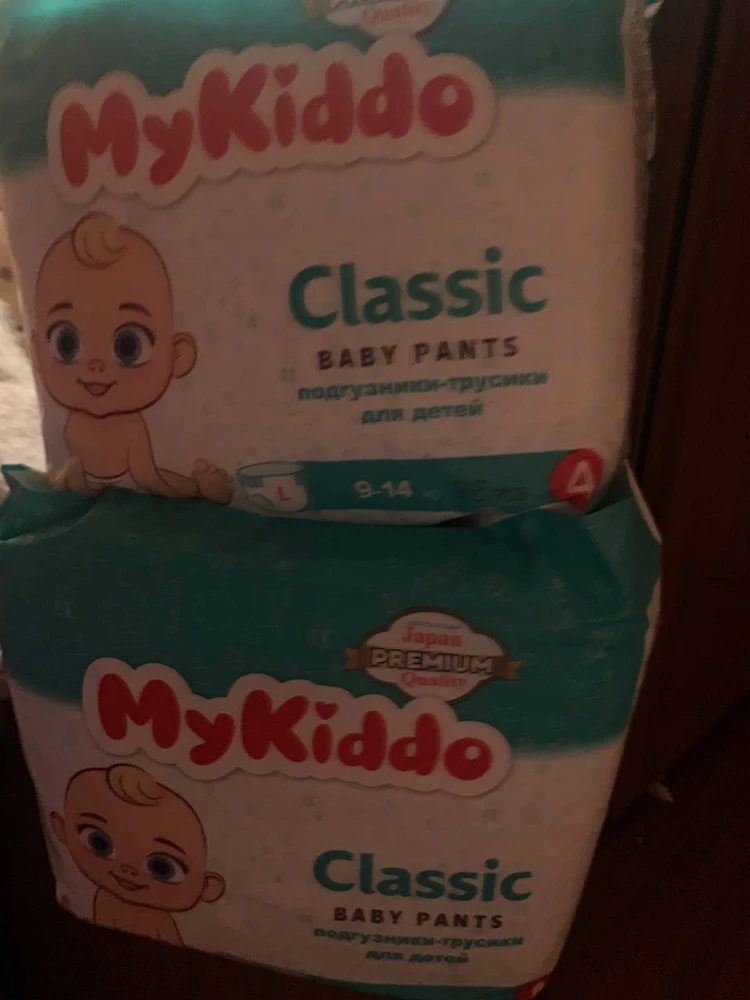 Quality
MyKiddo
Classic
BABY PANTS
подгузники-трусики
для детей
L 9-14 4
Japan
PREMIUM
Quality
MyKiddo
Classic
BABY PANTS
подгузники-трусики
для детей